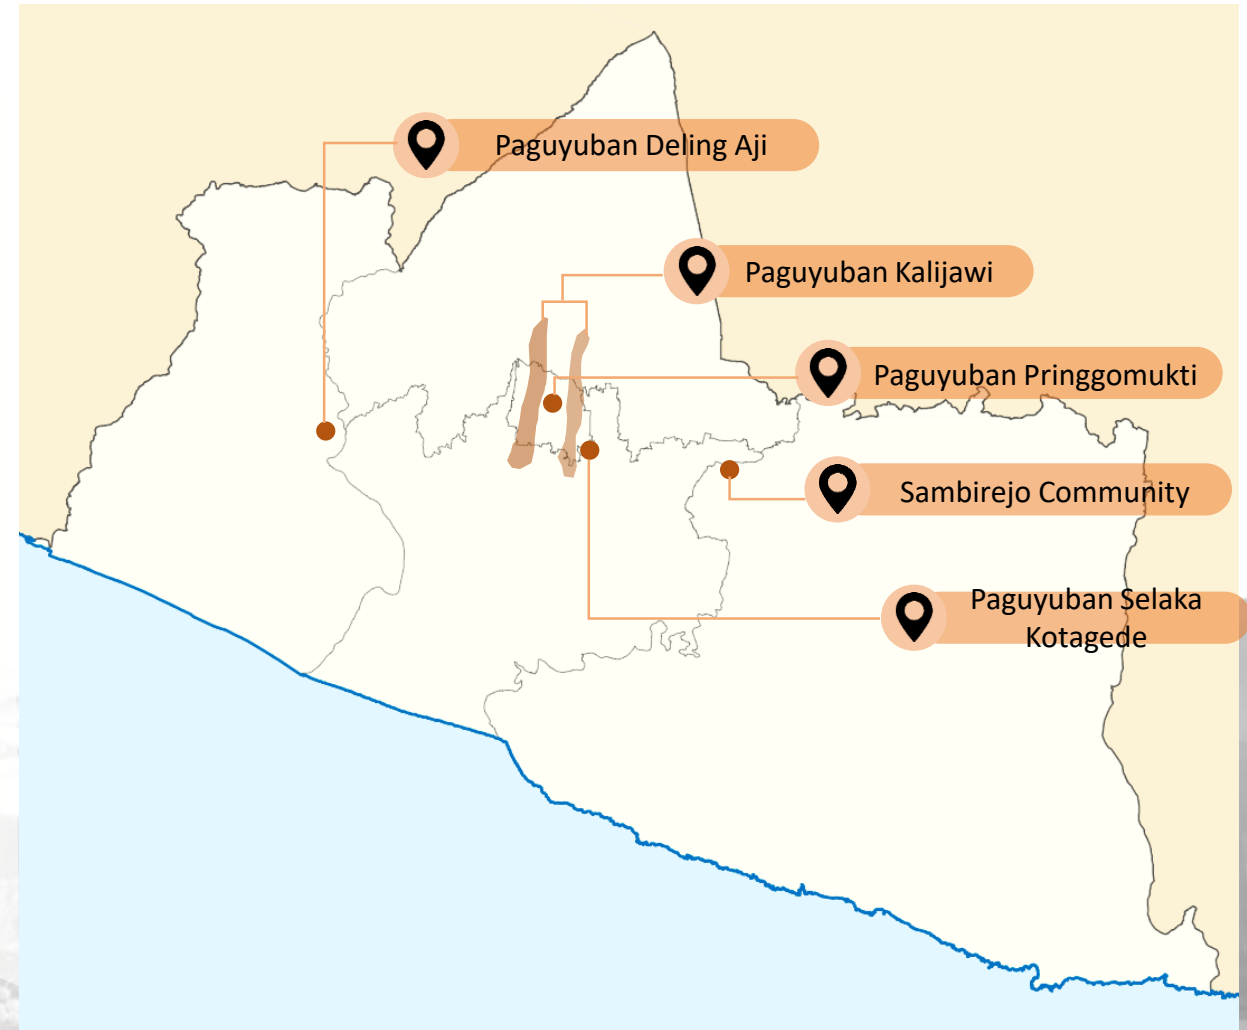 Paguyuban Deling Aji
Paguyuban Kalijawi
Paguyuban Pringgomukti
Sambirejo Community
Paguyuban Selaka
Kotagede